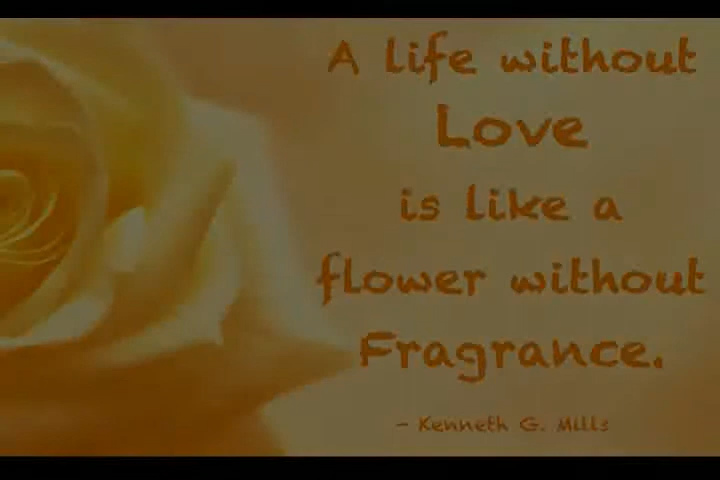 A life without
Love
is like a
flower without
Fragrance.
- Kenneth G. Mills